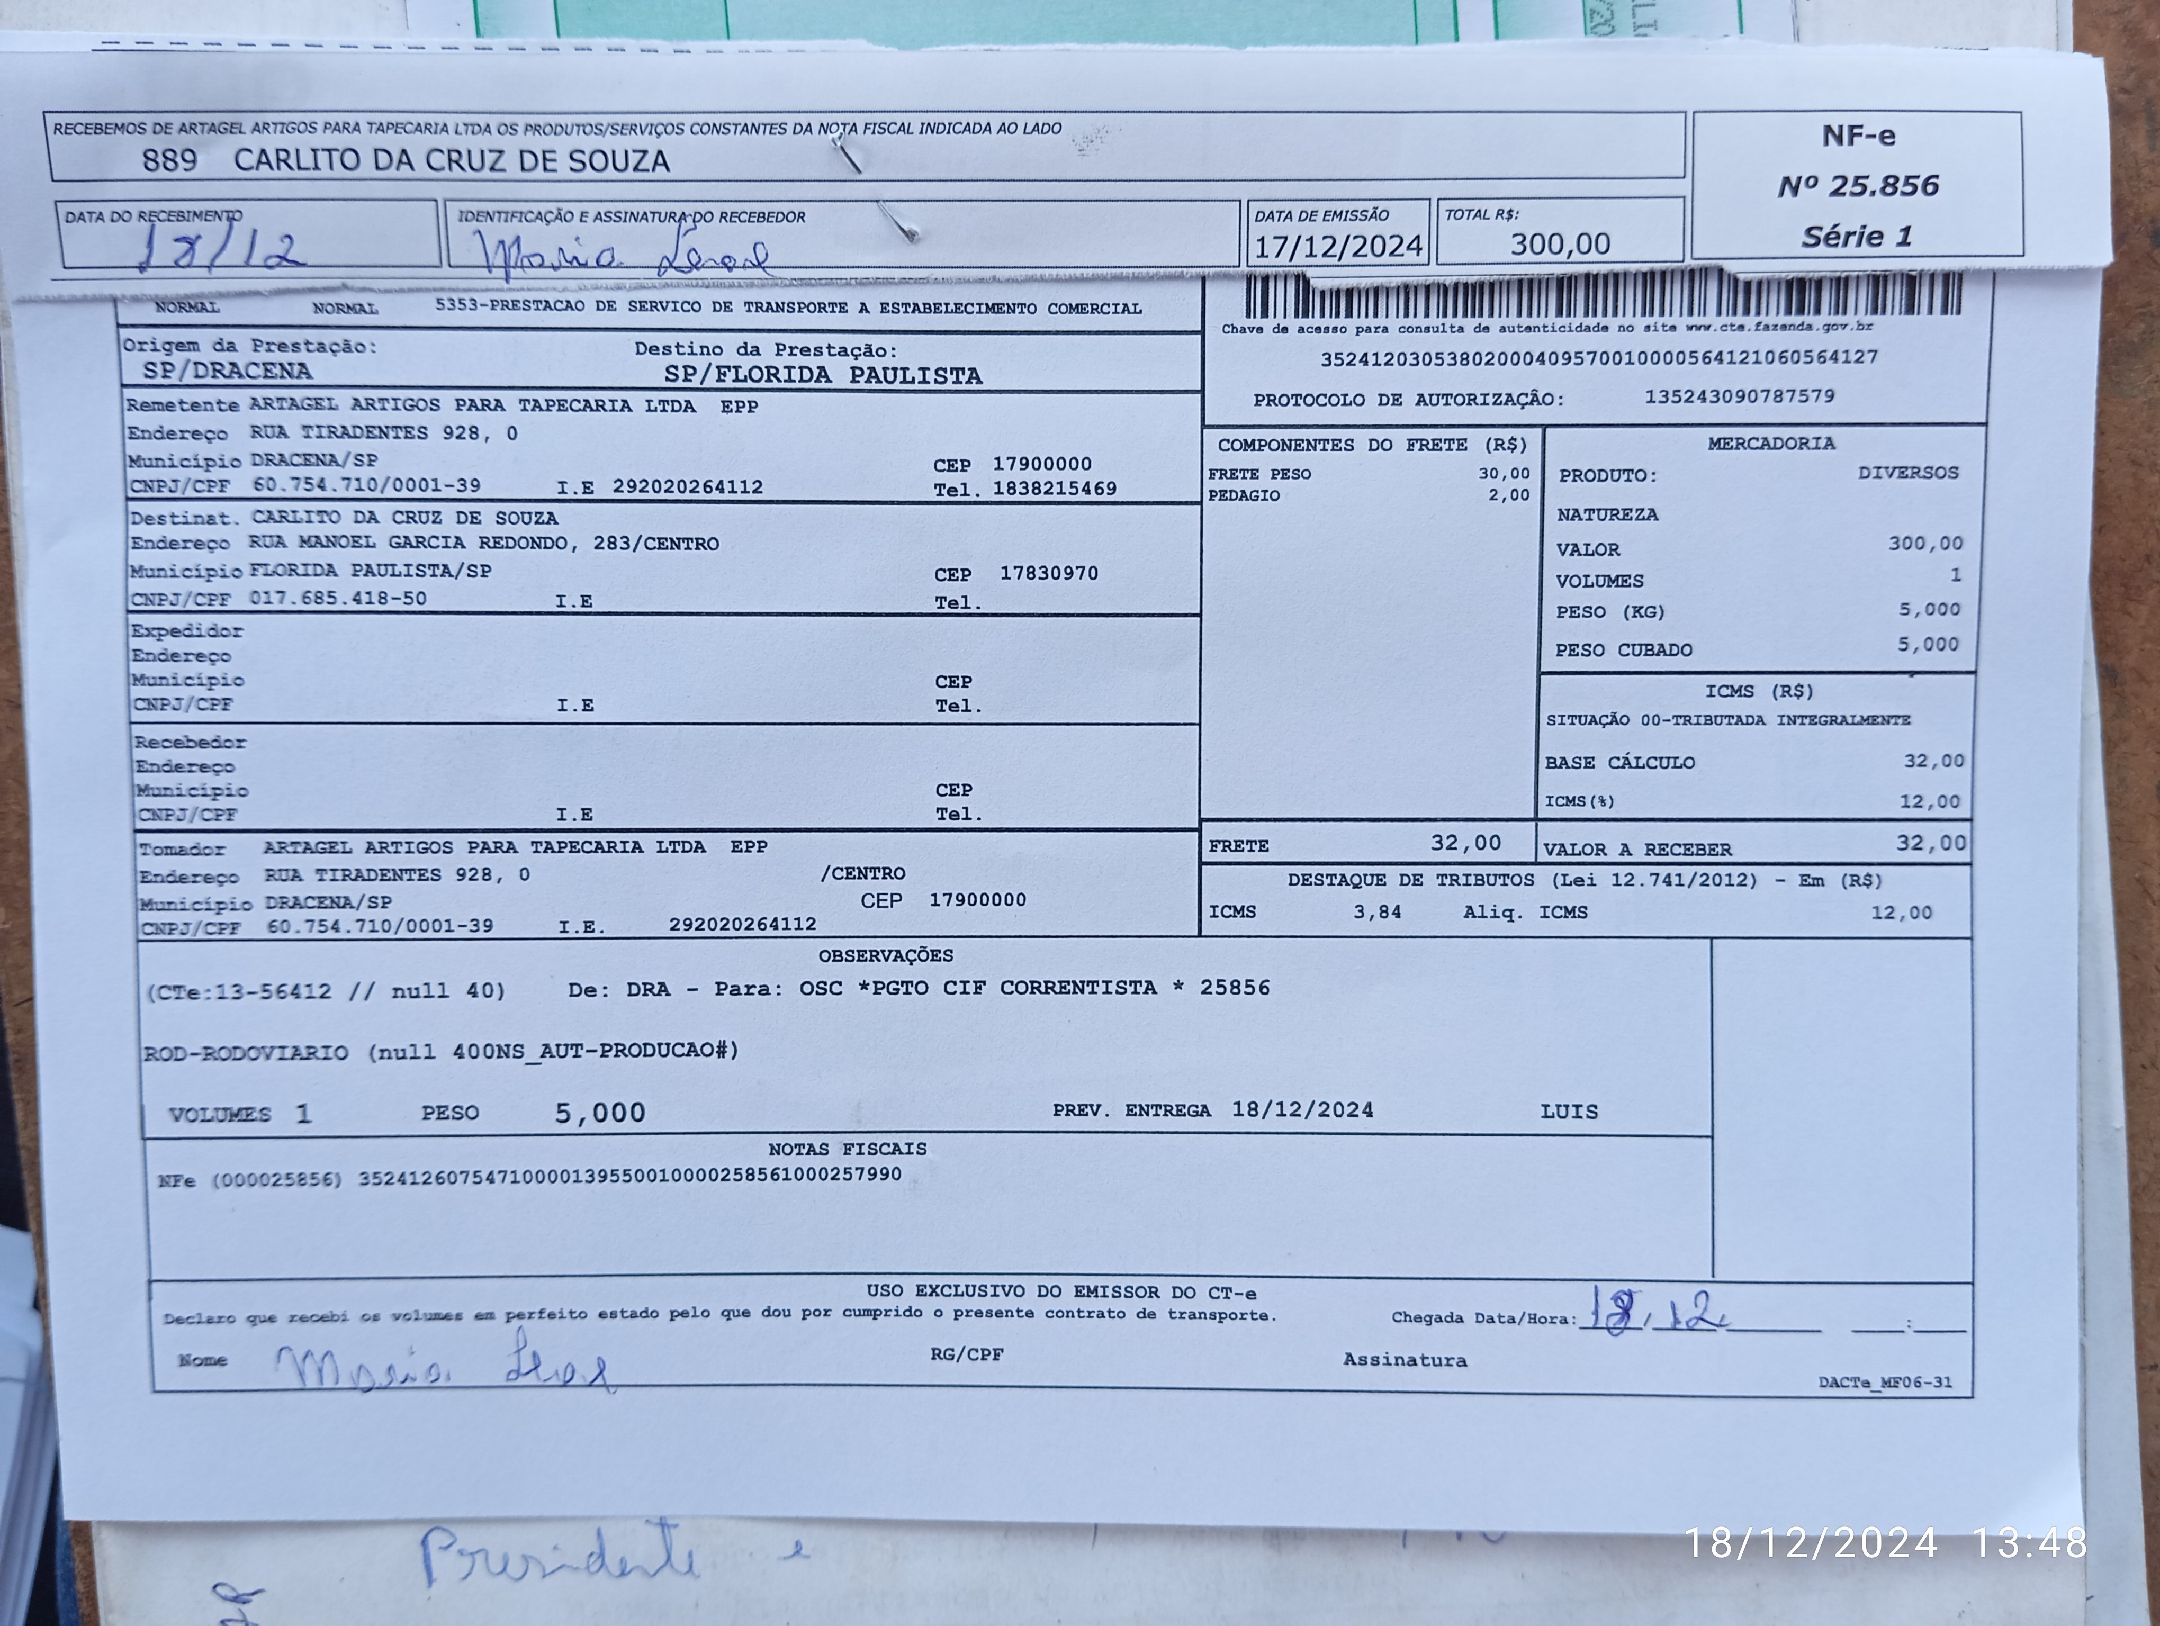 RECEBEMOS DE ARTAGEL ARTIGOS PARA TAPECARIA LTDA OS PRODUTOS/SERVIÇOS CONSTANTES DA NOTA FISCAL INDICADA AO LADO
889 CARLITO DA CRUZ DE SOUZA
NF-e
Nº 25.856
Série 1
DATA DO RECEBIMENTO
18/12
IDENTIFICAÇÃO E ASSINATURA DO RECEBEDOR
Maria
DATA DE EMISSÃO
17/12/2024
TOTAL R$:
300,00
NORMAL NORMAL 5353-PRESTACAO DE SERVICO DE TRANSPORTE A ESTABELECIMENTO COMERCIAL
Chave de acesso para consulta de autenticidade no site www.cte.fazenda.gov.br
35241203053802000409570010000564121060564127
PROTOCOLO DE AUTORIZAÇÂO: 135243090787579
Origem da Prestação: Destino da Prestação:
SP/DRACENA SP/FLORIDA PAULISTA
Remetente ARTAGEL ARTIGOS PARA TAPECARIA LTDA EPP
Endereço RUA TIRADENTES 928, 0
Município DRACENA/SP CEP 17900000
CNPJ/CPF 60.754.710/0001-39 I.E 292020264112 Tel. 1838215469
Destinat. CARLITO DA CRUZ DE SOUZA
Endereço RUA MANOEL GARCIA REDONDO, 283/CENTRO
Município FLORIDA PAULISTA/SP CEP 17830970
CNPJ/CPF 017.685.418-50 I.E Tel.
Expedidor
Endereço
Município CEP
CNPJ/CPF I.E Tel.
Recebedor
Endereço
Município CEP
CNPJ/CPF I.E Tel.
Tomador ARTAGEL ARTIGOS PARA TAPECARIA LTDA EPP
Endereço RUA TIRADENTES 928, 0 /CENTRO
Município DRACENA/SP CEP 17900000
CNPJ/CPF 60.754.710/0001-39 I.E. 292020264112
COMPONENTES DO FRETE (R$)
FRETE PESO 30,00
PEDAGIO 2,00
MERCADORIA
PRODUTO: DIVERSOS
NATUREZA
VALOR 300,00
VOLUMES 1
PESO (KG) 5,000
PESO CUBADO 5,000
ICMS (R$)
SITUAÇÃO 00-TRIBUTADA INTEGRALMENTE
BASE CÁLCULO 32,00
ICMS(%) 12,00
FRETE 32,00 VALOR A RECEBER 32,00
DESTAQUE DE TRIBUTOS (Lei 12.741/2012) - Em (R$)
ICMS 3,84 Aliq. ICMS 12,00
OBSERVAÇÕES
(CTe:13-56412 // null 40) De: DRA - Para: OSC *PGTO CIF CORRENTISTA * 25856
ROD-RODOVIARIO (null 400NS_AUT-PRODUCAO#)
VOLUMES 1 PESO 5,000 PREV. ENTREGA 18/12/2024 LUIS
NOTAS FISCAIS
NFe (000025856) 35241260754710000139550010000258561000257990
USO EXCLUSIVO DO EMISSOR DO CT-e
Declaro que recebi os volumes em perfeito estado pelo que dou por cumprido o presente contrato de transporte. Chegada Data/Hora: 18, 12 :
Nome Maria RG/CPF Assinatura
DACTe_MF06-31
Presidente e
18/12/2024 13:48